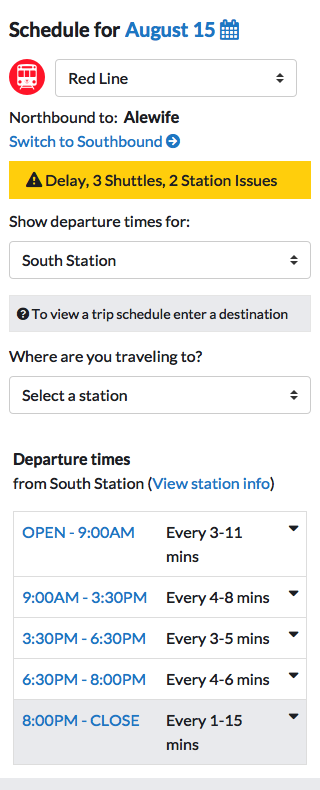 Schedule for August 15
Red Line
Northbound to: Alewife
Switch to Southbound
Delay, 3 Shuttles, 2 Station Issues
Show departure times for:
South Station
To view a trip schedule enter a destination
Where are you traveling to?
Select a station
Departure times
from South Station (View station info)
OPEN - 9:00AM Every 3-11
mins
9:00AM - 3:30PM Every 4-8 mins
3:30PM - 6:30PM Every 3-5 mins
6:30PM - 8:00PM Every 4-6 mins
8:00PM - CLOSE Every 1-15
mins